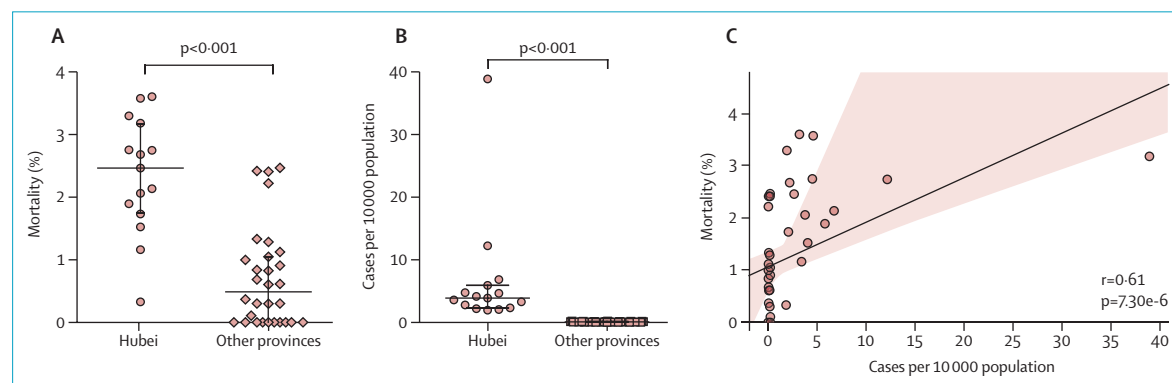 A
p<0·001
Mortality (%)
4
3
2
1
0
Hubei
Other provinces
B
p<0·001
Cases per 10 000 population
40
30
20
10
0
Hubei
Other provinces
C
Mortality (%)
4
3
2
1
0
r=0·61
p=7.30e-6
0
5
10
15
20
25
30
35
40
Cases per 10 000 population